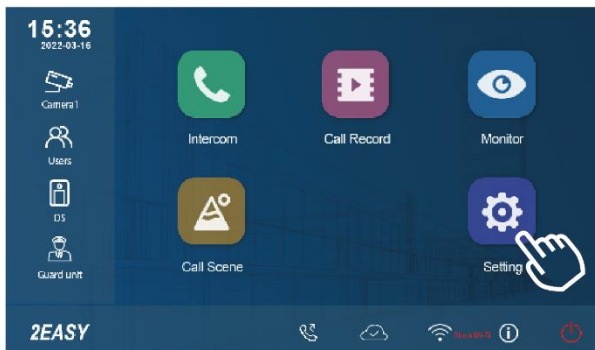 15:36
2022-03-16
Camera1
Users
DS
Guard unit
Intercom
Call Record
Monitor
Call Scene
Setting
2EASY